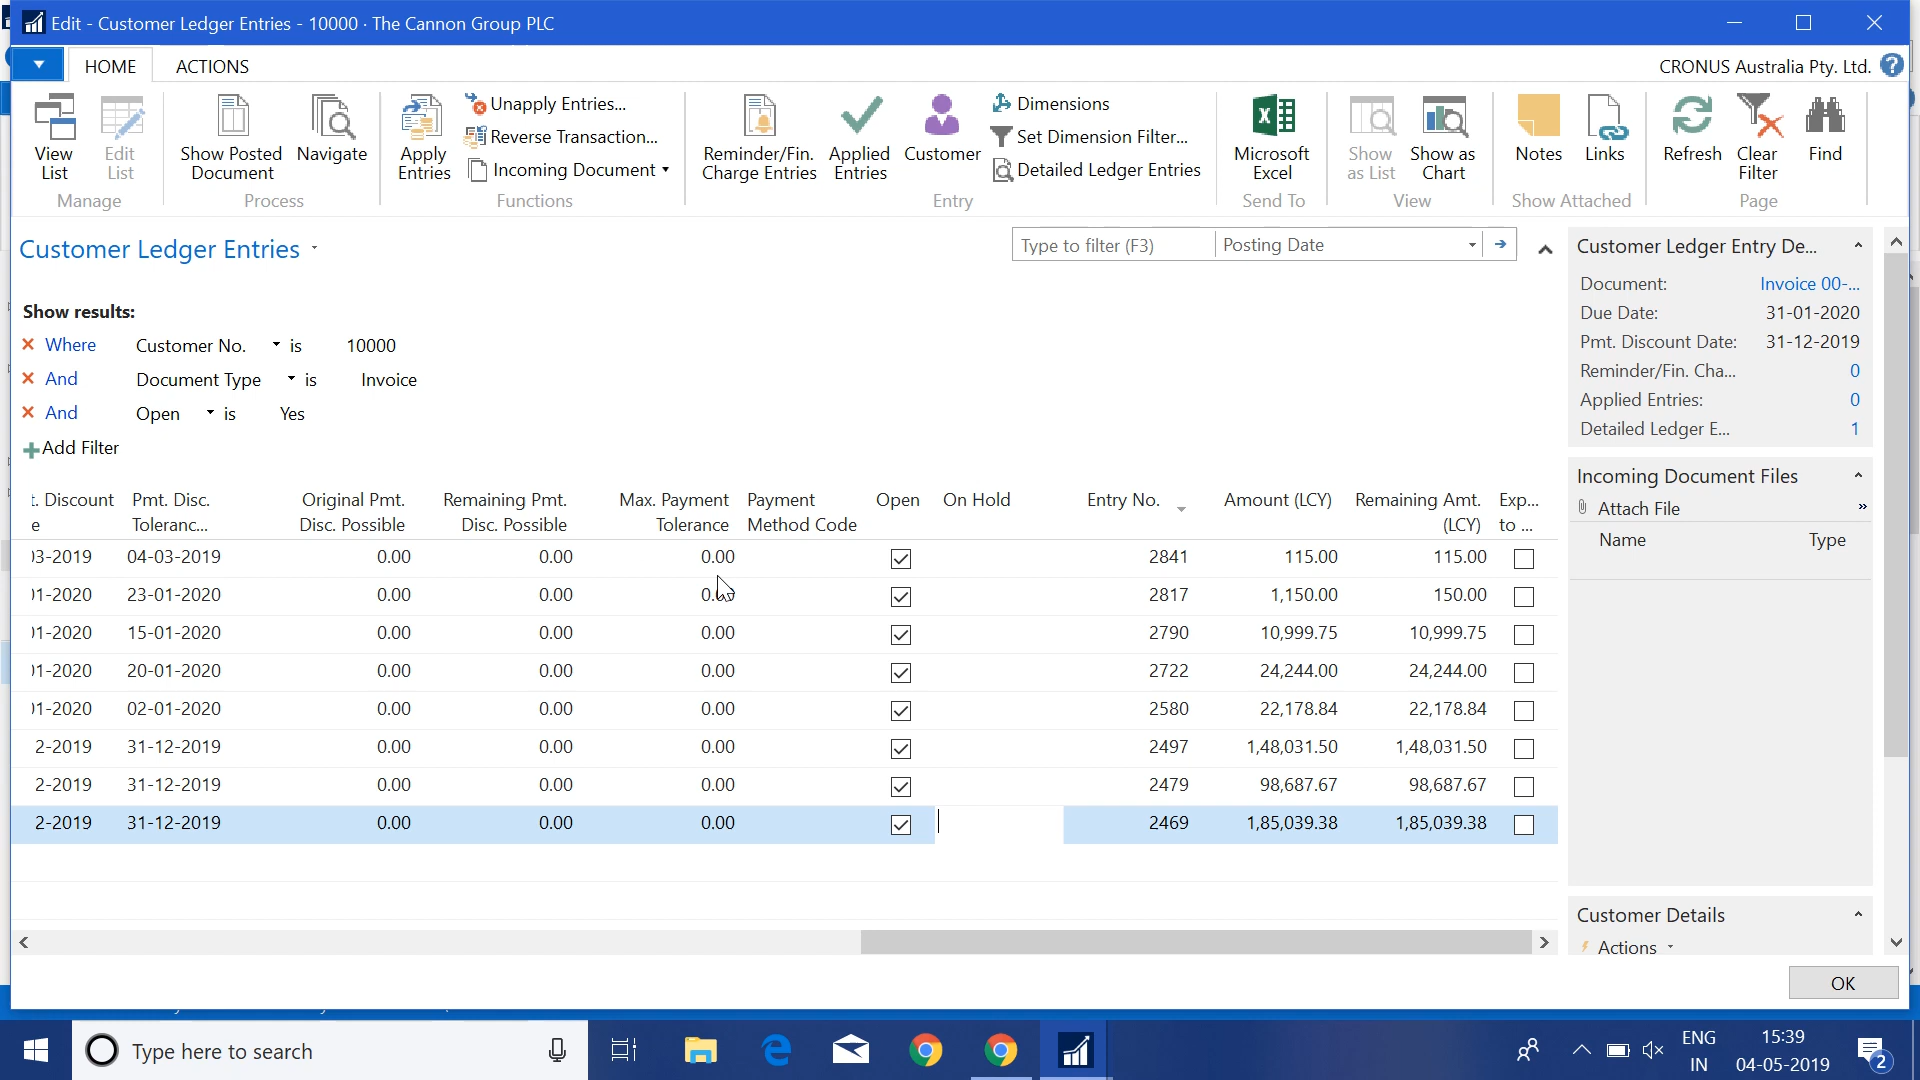 Edit - Customer Ledger Entries - 10000 · The Cannon Group PLC
HOME ACTIONS CRONUS Australia Pty. Ltd. ?
View List
Edit List
Manage
Show Posted Document
Navigate
Process
Apply Entries
Unapply Entries...
Reverse Transaction...
Incoming Document
Functions
Reminder/Fin. Charge Entries
Applied Entries
Customer
Dimensions
Set Dimension Filter...
Detailed Ledger Entries
Entry
Microsoft Excel
Send To
Show as List
Show as Chart
View
Notes
Links
Show Attached
Refresh
Clear Filter
Find
Page
Customer Ledger Entries
Type to filter (F3) Posting Date
Show results:
Where Customer No. is 10000
And Document Type is Invoice
And Open is Yes
Add Filter
t. Discount Pmt. Disc. Original Pmt. Remaining Pmt. Max. Payment Payment Open On Hold Entry No. Amount (LCY) Remaining Amt. Exp...
e Toleranc... Disc. Possible Disc. Possible Tolerance Method Code (LCY) to ...
03-2019 04-03-2019 0.00 0.00 0.00 2841 115.00 115.00
01-2020 23-01-2020 0.00 0.00 0.00 2817 1,150.00 150.00
01-2020 15-01-2020 0.00 0.00 0.00 2790 10,999.75 10,999.75
01-2020 20-01-2020 0.00 0.00 0.00 2722 24,244.00 24,244.00
01-2020 02-01-2020 0.00 0.00 0.00 2580 22,178.84 22,178.84
2-2019 31-12-2019 0.00 0.00 0.00 2497 1,48,031.50 1,48,031.50
2-2019 31-12-2019 0.00 0.00 0.00 2479 98,687.67 98,687.67
2-2019 31-12-2019 0.00 0.00 0.00 2469 1,85,039.38 1,85,039.38
Customer Ledger Entry De...
Document: Invoice 00-...
Due Date: 31-01-2020
Pmt. Discount Date: 31-12-2019
Reminder/Fin. Cha... 0
Applied Entries: 0
Detailed Ledger E... 1
Incoming Document Files
Attach File »
Name Type
Customer Details
Actions
OK
Type here to search
ENG
IN
15:39
04-05-2019
2